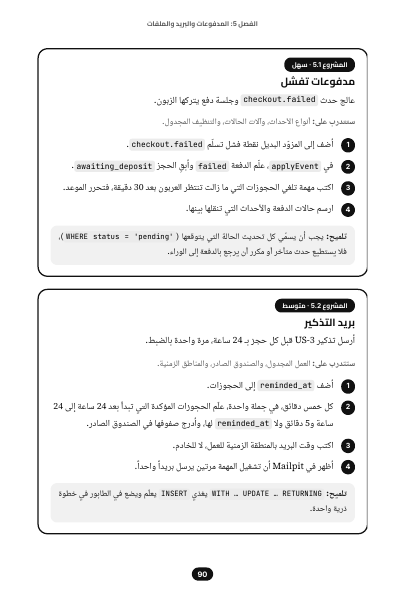 الفصل 5: المدفوعات والبريد والملفات
المشروع 5.1 · سهل
مدفوعات تفشل
عالج حدث checkout.failed وجلسة دفع يتركها الزبون.
ستتدرب على: أنواع الأحداث، وآلات الحالات، والتنظيف المجدول.
1 أضف إلى المزوّد البديل نقطة فشل تسلّم checkout.failed .
2 في applyEvent ، علّم الدفعة failed وأبقِ الحجز awaiting_deposit .
3 اكتب مهمة تلغي الحجوزات التي ما زالت تنتظر العربون بعد 30 دقيقة، فتحرر الموعد.
4 ارسم حالات الدفعة والأحداث التي تنقلها بينها.
تلميح: يجب أن يسمّي كل تحديث الحالة التي يتوقعها ( WHERE status = 'pending' )،
فلا يستطيع حدث متأخر أو مكرر أن يرجع بالدفعة إلى الوراء.
المشروع 5.2 · متوسط
بريد التذكير
أرسل تذكير US-3 قبل كل حجز بـ 24 ساعة، مرة واحدة بالضبط.
ستتدرب على: العمل المجدول، والصندوق الصادر، والمناطق الزمنية.
1 أضف reminded_at إلى الحجوزات.
2 كل خمس دقائق، في جملة واحدة، علّم الحجوزات المؤكدة التي تبدأ بعد 24 ساعة إلى 24
ساعة و5 دقائق ولا reminded_at لها، وأدرج صفوفها في الصندوق الصادر.
3 اكتب وقت البريد بالمنطقة الزمنية للعمل، لا للخادم.
4 أظهر في Mailpit أن تشغيل المهمة مرتين يرسل بريداً واحداً.
تلميح: WITH … UPDATE … RETURNING يغذي INSERT يعلّم ويضع في الطابور في خطوة
ذرية واحدة.
90